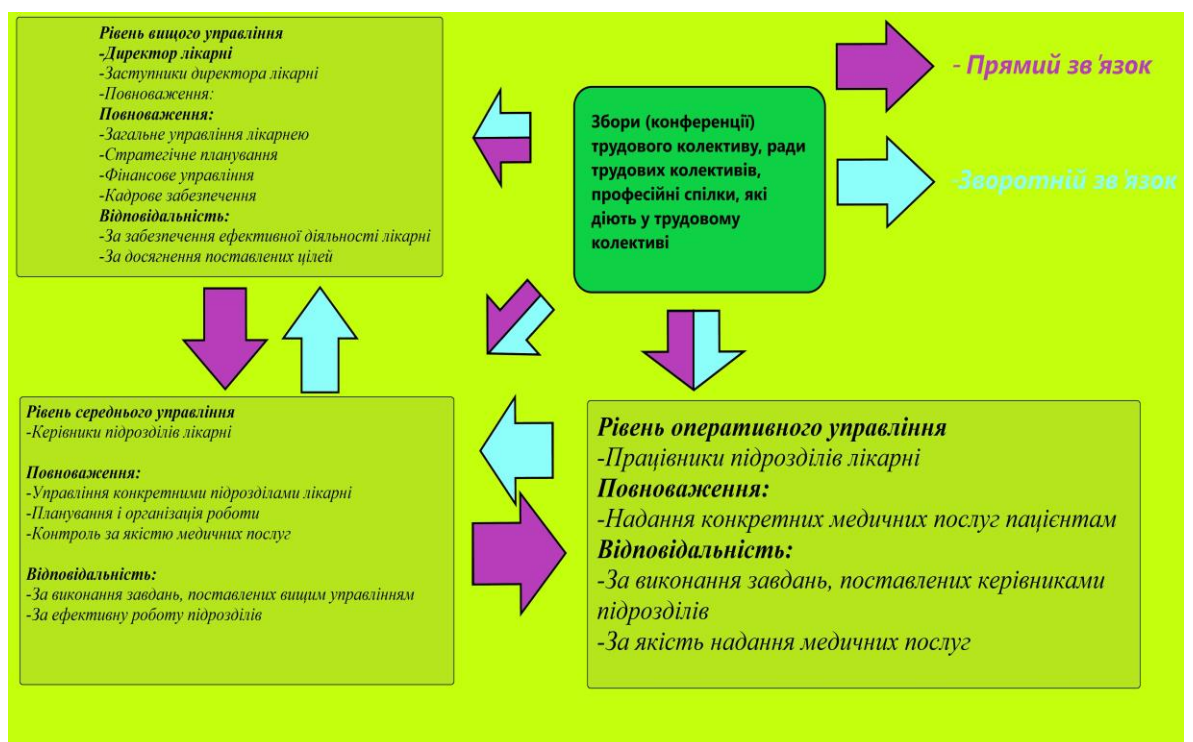 Рівень вищого управління
-Директор лікарні
-Заступники директора лікарні
-Повноваження:
Повноваження:
-Загальне управління лікарнею
-Стратегічне планування
-Фінансове управління
-Кадрове забезпечення
Відповідальність:
-За забезпечення ефективної діяльності лікарні
-За досягнення поставлених цілей
Збори (конференції)
трудового колективу, ради
трудових колективів,
професійні спілки, які
діють у трудовому
колективі
- Прямий зв'язок
-Зворотній зв'язок
Рівень середнього управління
-Керівники підрозділів лікарні
Повноваження:
-Управління конкретними підрозділами лікарні
-Планування і організація роботи
-Контроль за якістю медичних послуг
Відповідальність:
-За виконання завдань, поставлених вищим управлінням
-За ефективну роботу підрозділів
Рівень оперативного управління
-Працівники підрозділів лікарні
Повноваження:
-Надання конкретних медичних послуг пацієнтам
Відповідальність:
-За виконання завдань, поставлених керівниками
підрозділів
-За якість надання медичних послуг